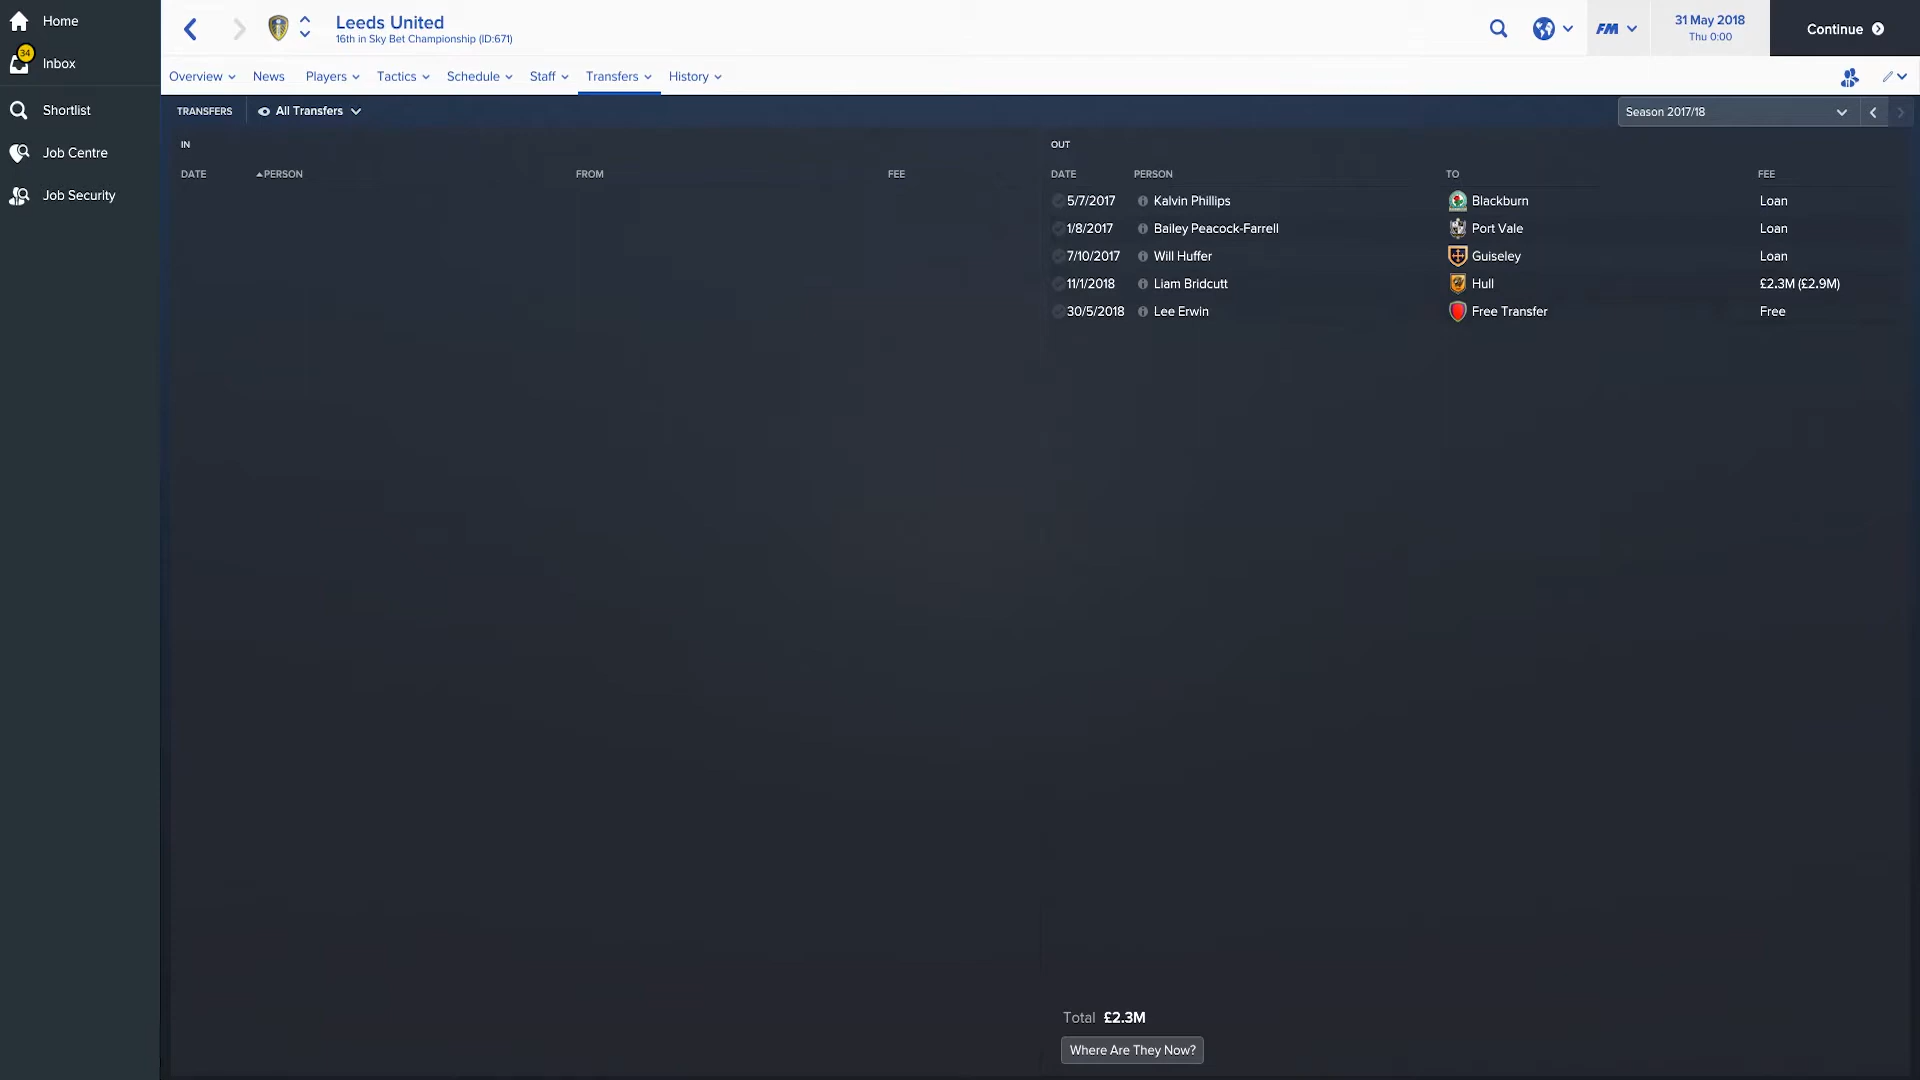 Home
34
Inbox
Shortlist
Job Centre
Job Security
Leeds United
16th in Sky Bet Championship (ID:671)
FM
31 May 2018
Thu 0:00
Continue
Overview News Players Tactics Schedule Staff Transfers History
TRANSFERS All Transfers
Season 2017/18
IN
DATE PERSON FROM FEE
OUT
DATE PERSON TO FEE
5/7/2017 Kalvin Phillips Blackburn Loan
1/8/2017 Bailey Peacock-Farrell Port Vale Loan
7/10/2017 Will Huffer Guiseley Loan
11/1/2018 Liam Bridcutt Hull £2.3M (£2.9M)
30/5/2018 Lee Erwin Free Transfer Free
Total £2.3M
Where Are They Now?